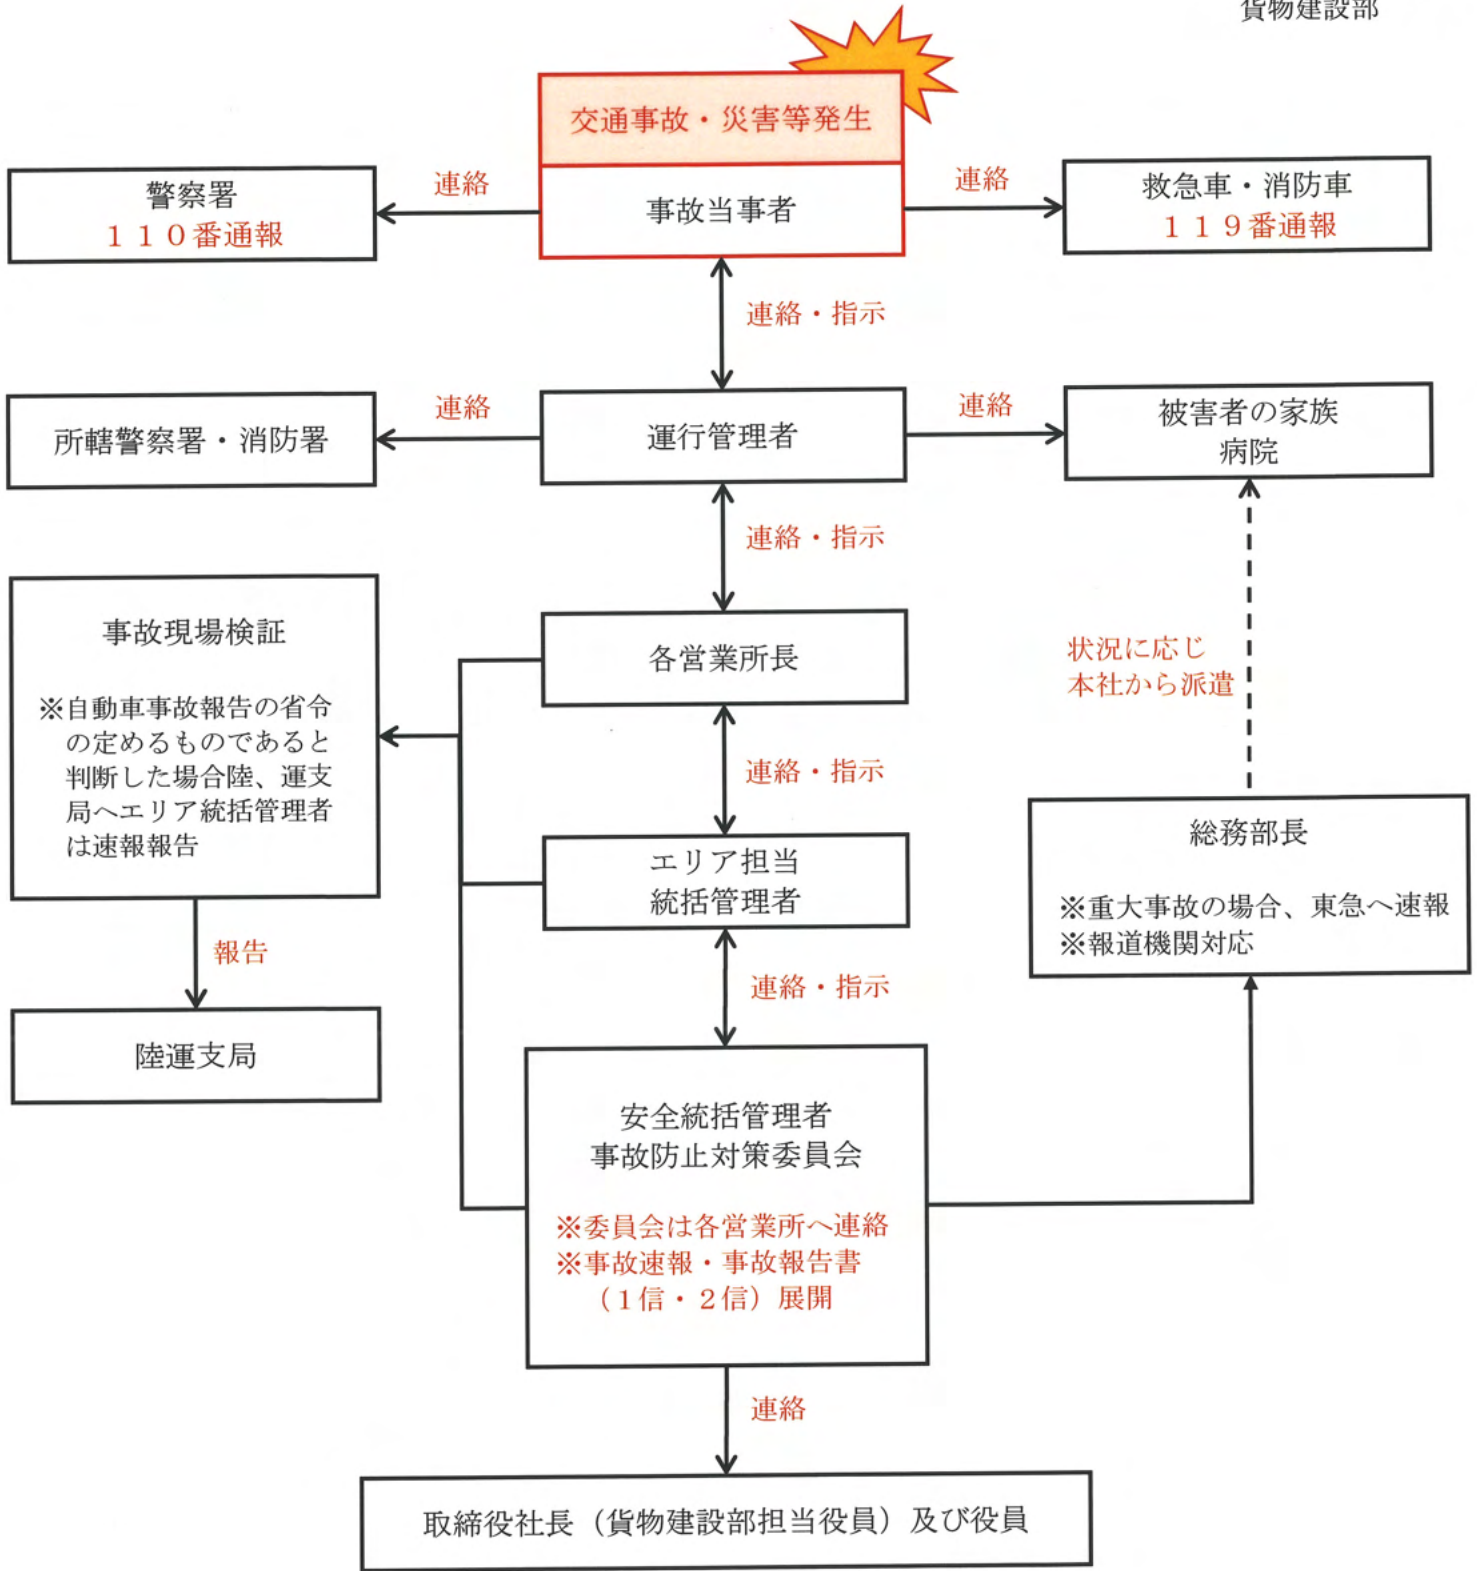 貨物建設部
交通事故・災害等発生
事故当事者
連絡
連絡
警察署
１１０番通報
救急車・消防車
１１９番通報
連絡・指示
連絡
連絡
所轄警察署・消防署
運行管理者
被害者の家族
病院
連絡・指示
事故現場検証
※自動車事故報告の省令
の定めるものであると
判断した場合陸、運支
局へエリア統括管理者
は速報報告
各営業所長
状況に応じ
本社から派遣
連絡・指示
エリア担当
統括管理者
総務部長
※重大事故の場合、東急へ速報
※報道機関対応
報告
連絡・指示
陸運支局
安全統括管理者
事故防止対策委員会
※委員会は各営業所へ連絡
※事故速報・事故報告書
（１信・２信）展開
連絡
取締役社長（貨物建設部担当役員）及び役員